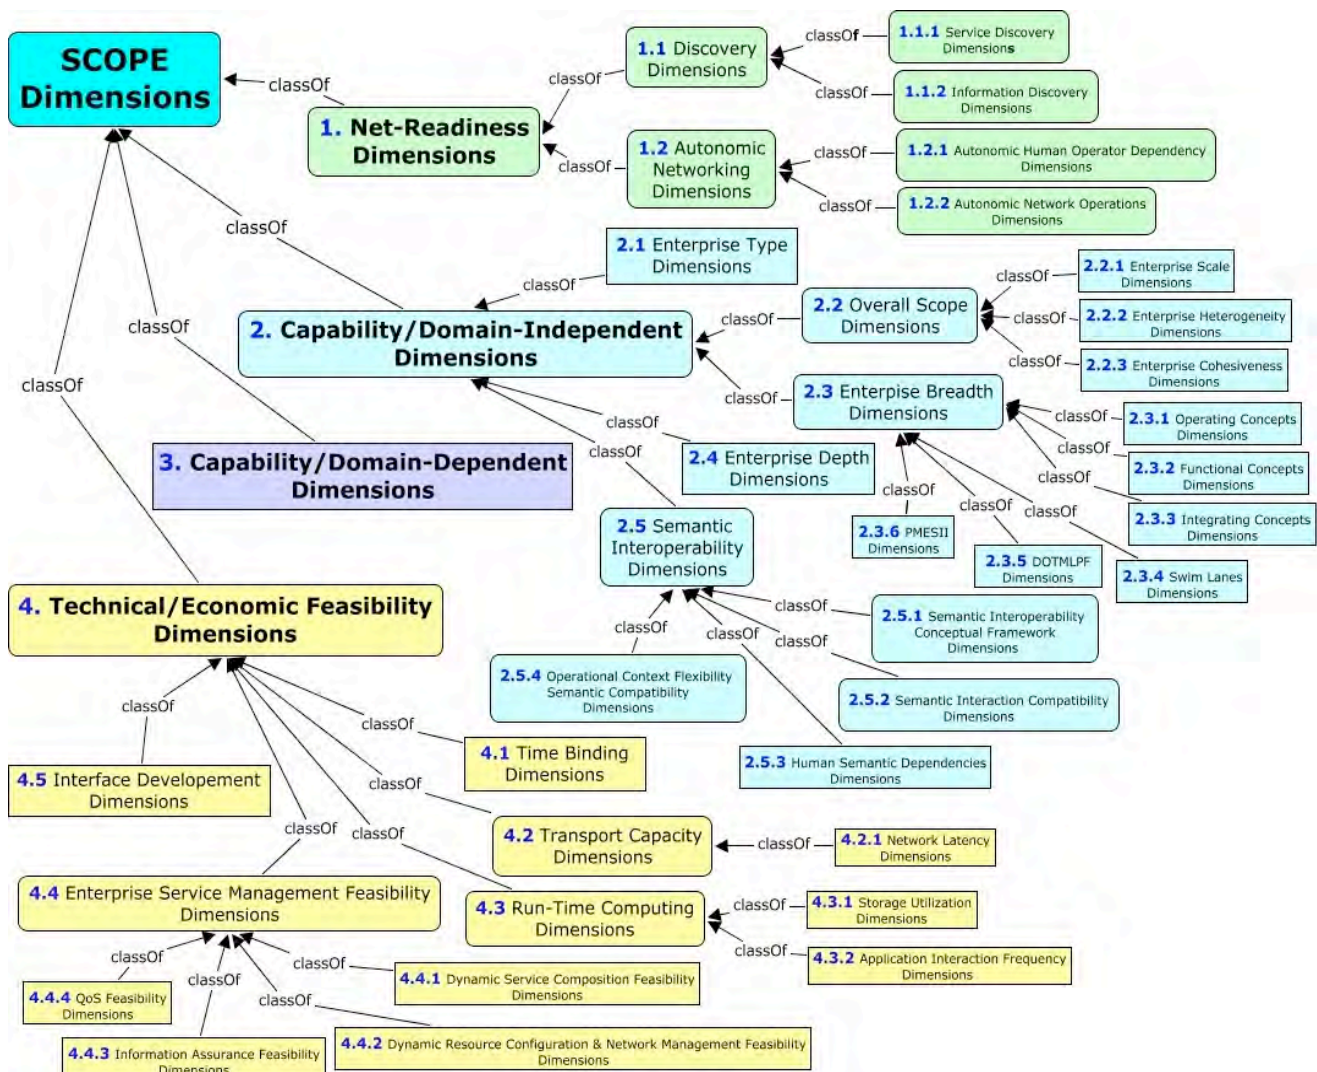 SCOPE
Dimensions
classOf
1. Net-Readiness
Dimensions
classOf
1.1 Discovery
Dimensions
classOf
1.1.1 Service Discovery
Dimensions
classOf
1.1.2 Information Discovery
Dimensions
classOf
1.2 Autonomic
Networking
Dimensions
classOf
1.2.1 Autonomic Human Operator Dependency
Dimensions
classOf
1.2.2 Autonomic Network Operations
Dimensions
classOf
2. Capability/Domain-Independent
Dimensions
classOf
2.1 Enterprise Type
Dimensions
classOf
2.2 Overall Scope
Dimensions
classOf
2.2.1 Enterprise Scale
Dimensions
classOf
2.2.2 Enterprise Heterogeneity
Dimensions
classOf
2.2.3 Enterprise Cohesiveness
Dimensions
classOf
2.3 Enterpise Breadth
Dimensions
classOf
2.3.1 Operating Concepts
Dimensions
classOf
2.3.2 Functional Concepts
Dimensions
classOf
2.3.3 Integrating Concepts
Dimensions
classOf
2.3.4 Swim Lanes
Dimensions
classOf
2.3.5 DOTMLPF
Dimensions
classOf
2.3.6 PMESII
Dimensions
classOf
2.4 Enterprise Depth
Dimensions
classOf
2.5 Semantic
Interoperability
Dimensions
classOf
2.5.1 Semantic Interoperability
Conceptual Framework
Dimensions
classOf
2.5.2 Semantic Interaction Compatibility
Dimensions
classOf
2.5.3 Human Semantic Dependencies
Dimensions
classOf
2.5.4 Operational Context Flexibility
Semantic Compatibility
Dimensions
classOf
3. Capability/Domain-Dependent
Dimensions
classOf
4. Technical/Economic Feasibility
Dimensions
classOf
4.1 Time Binding
Dimensions
classOf
4.2 Transport Capacity
Dimensions
classOf
4.2.1 Network Latency
Dimensions
classOf
4.3 Run-Time Computing
Dimensions
classOf
4.3.1 Storage Utilization
Dimensions
classOf
4.3.2 Application Interaction Frequency
Dimensions
classOf
4.4 Enterprise Service Management Feasibility
Dimensions
classOf
4.4.1 Dynamic Service Composition Feasibility
Dimensions
classOf
4.4.2 Dynamic Resource Configuration & Network Management Feasibility
Dimensions
classOf
4.4.3 Information Assurance Feasibility
Dimensions
classOf
4.4.4 QoS Feasibility
Dimensions
classOf
4.5 Interface Developement
Dimensions